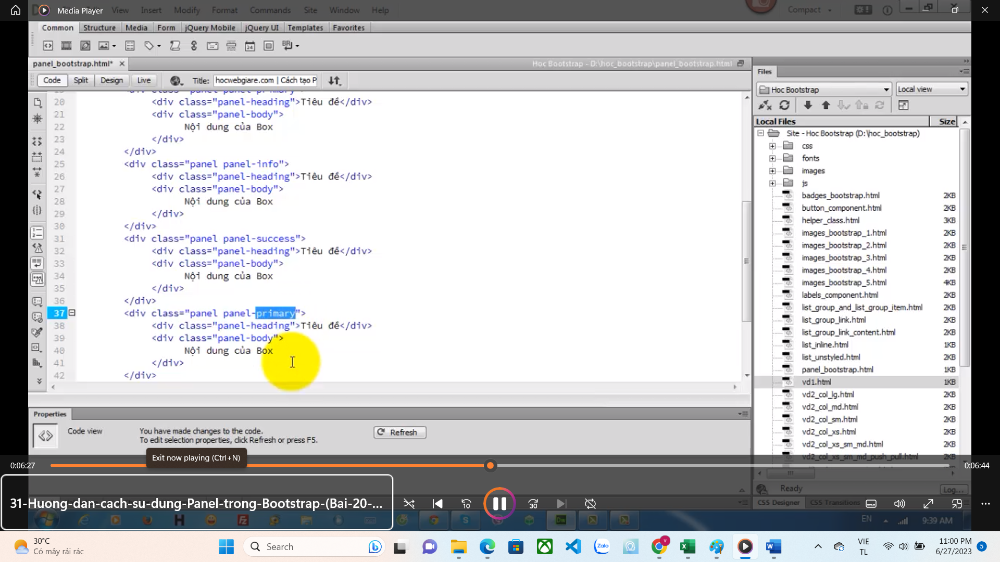 Media Player
View Insert Modify Format Commands Site Window Help
Compact
Common Structure Media Form jQuery Mobile jQuery UI Templates Favorites
panel_bootstrap.html*
Hoc Bootstrap - D:\hoc_bootstrap\panel_bootstrap.html
Code Split Design Live Title: hocwebgiare.com | Cách tạo P
20 <div class="panel-heading">Tiêu đề</div>
21 <div class="panel-body">
22 Nội dung của Box
23 </div>
24 </div>
25 <div class="panel panel-info">
26 <div class="panel-heading">Tiêu đề</div>
27 <div class="panel-body">
28 Nội dung của Box
29 </div>
30 </div>
31 <div class="panel panel-success">
32 <div class="panel-heading">Tiêu đề</div>
33 <div class="panel-body">
34 Nội dung của Box
35 </div>
36 </div>
37 <div class="panel panel-primary">
38 <div class="panel-heading">Tiêu đề</div>
39 <div class="panel-body">
40 Nội dung của Box
41 </div>
42 </div>
Files
Hoc Bootstrap Local view
Local Files Size
Site - Hoc Bootstrap (D:\hoc_bootstrap)
css
fonts
images
js
badges_bootstrap.html 2KB
button_component.html 2KB
helper_class.html 3KB
images_bootstrap_1.html 2KB
images_bootstrap_2.html 2KB
images_bootstrap_3.html 2KB
images_bootstrap_4.html 2KB
images_bootstrap_5.html 4KB
labels_component.html 2KB
list_group_and_list_group_item.html 2KB
list_group_link.html 2KB
list_group_link_content.html 2KB
list_inline.html 1KB
list_unstyled.html 2KB
panel_bootstrap.html 1KB
vd1.html 1KB
vd2_col_lg.html 2KB
vd2_col_md.html 2KB
vd2_col_sm.html 2KB
vd2_col_xs.html 2KB
vd2_col_xs_sm_md.html 2KB
vd2_col_xs_sm_md_push_pull.html 2KB
Ready Log...
CSS Designer CSS Transitions
Properties
Code view
You have made changes to the code.
To edit selection properties, click Refresh or press F5.
Refresh
Exit now playing (Ctrl+N)
0:06:27
0:06:44
31-Huong-dan-cach-su-dung-Panel-trong-Bootstrap-(Bai-20-...
10
30
EN 9:39 AM
30°C
Có mây rải rác
Search
Zalo
VIE
TL
11:00 PM
6/27/2023
5